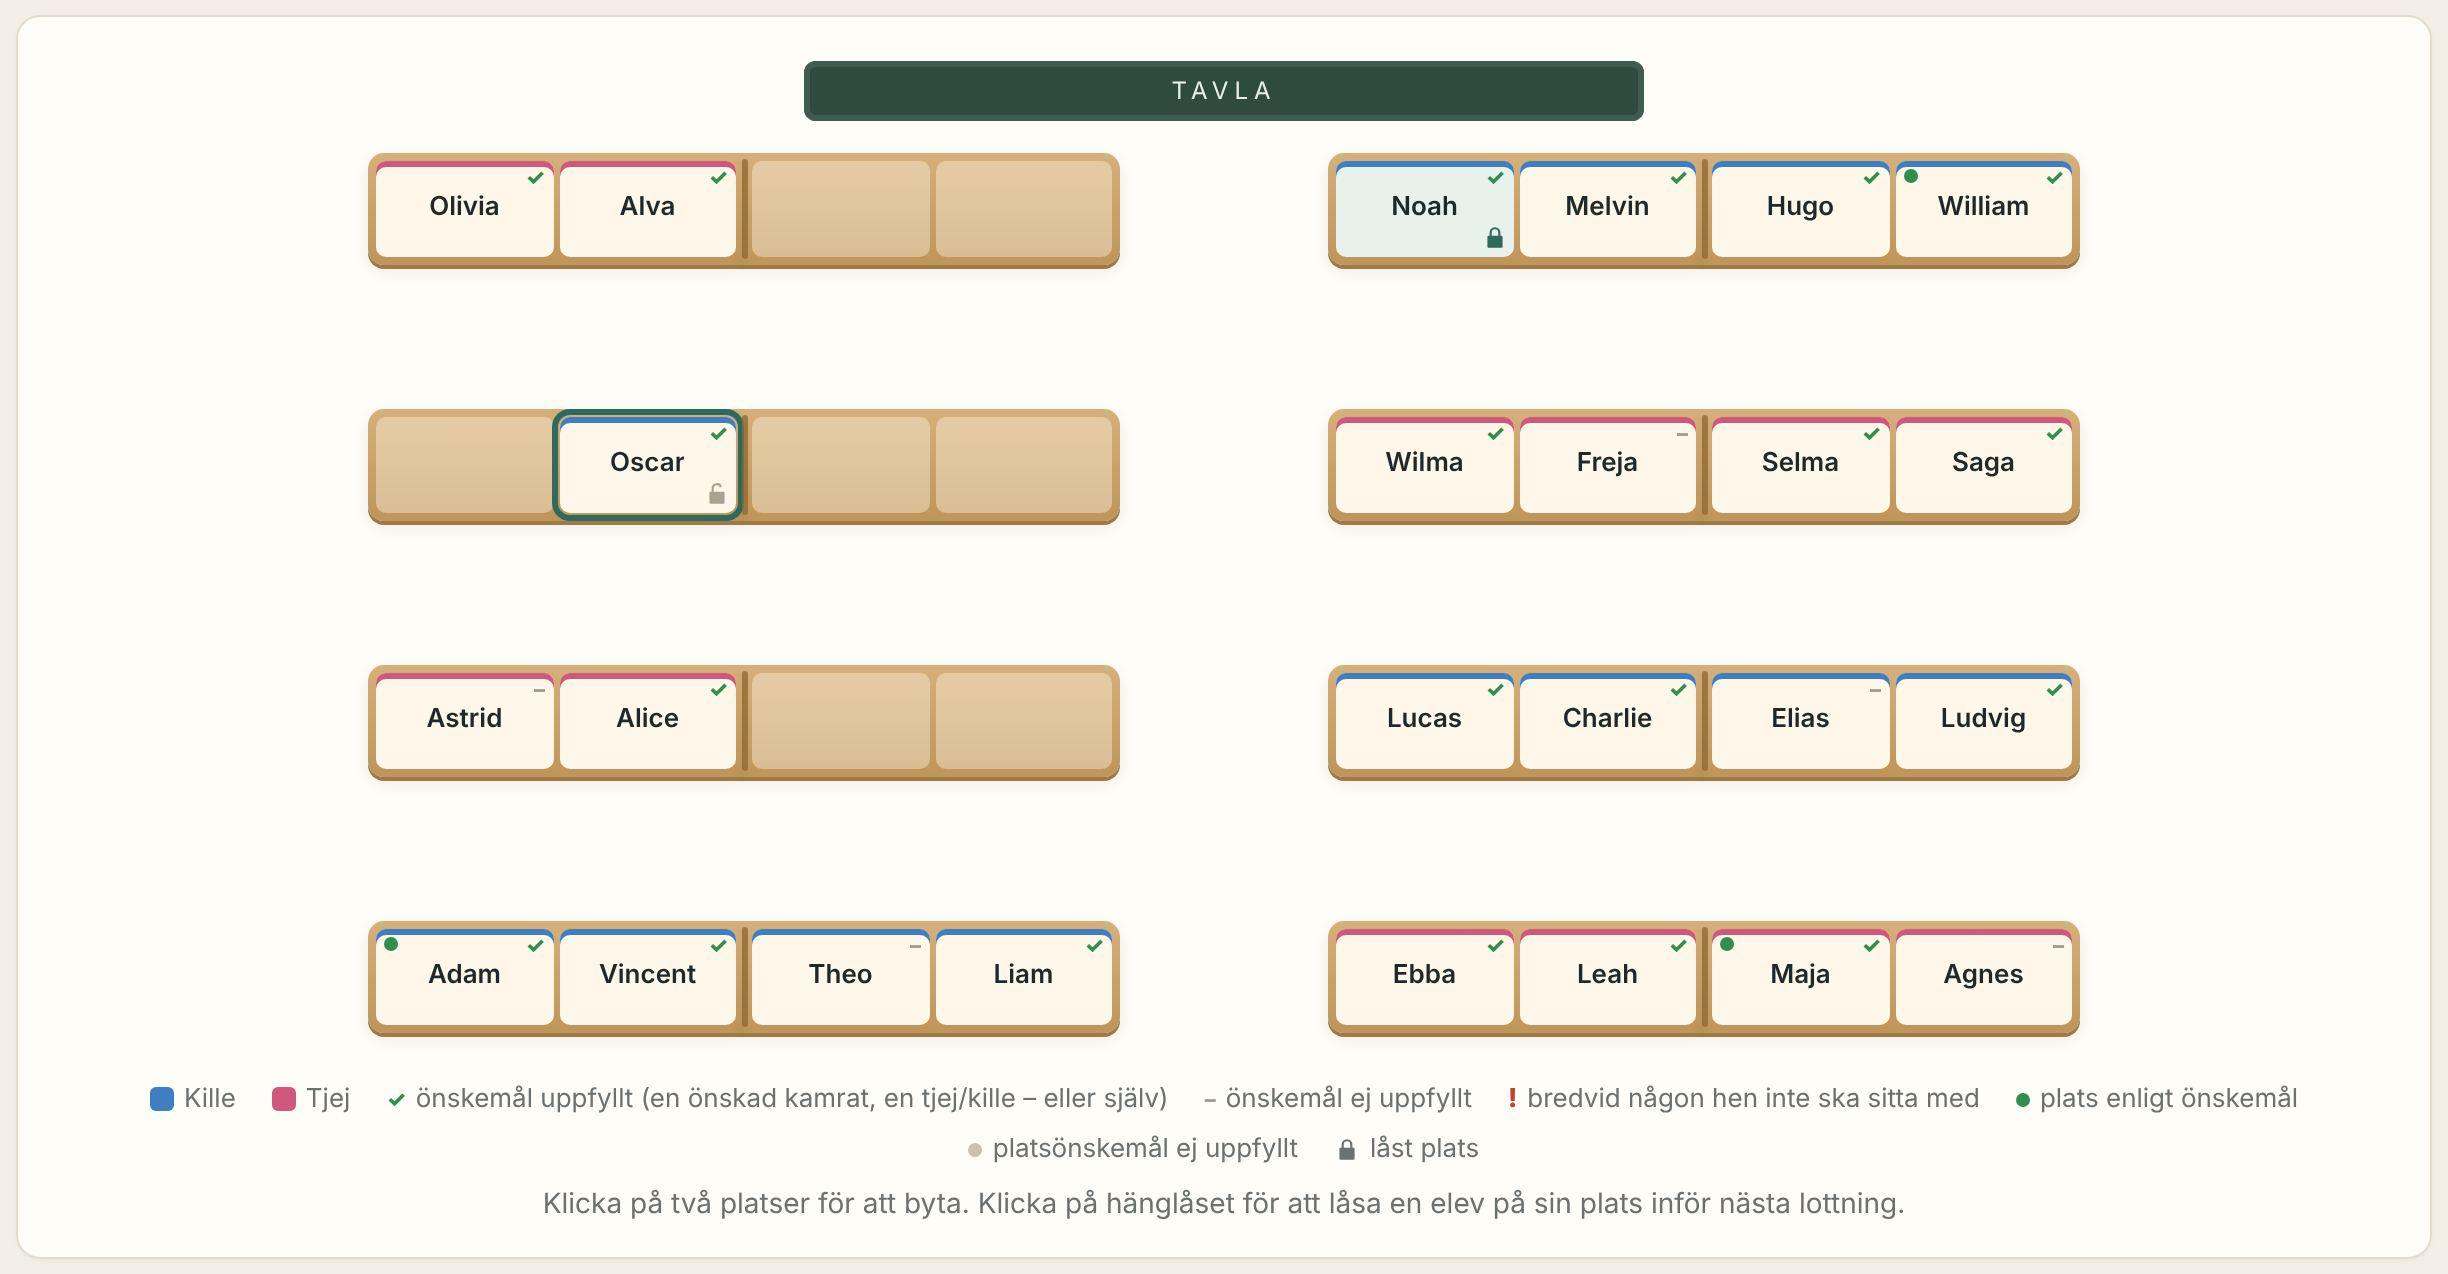 TAVLA
Olivia Alva Noah Melvin Hugo William
Oscar Wilma Freja Selma Saga
Astrid Alice Lucas Charlie Elias Ludvig
Adam Vincent Theo Liam Ebba Leah Maja Agnes
Kille Tjej önskemål uppfyllt (en önskad kamrat, en tjej/kille – eller själv) – önskemål ej uppfyllt ! bredvid någon hen inte ska sitta med plats enligt önskemål
platsönskemål ej uppfyllt låst plats
Klicka på två platser för att byta. Klicka på hänglåset för att låsa en elev på sin plats inför nästa lottning.